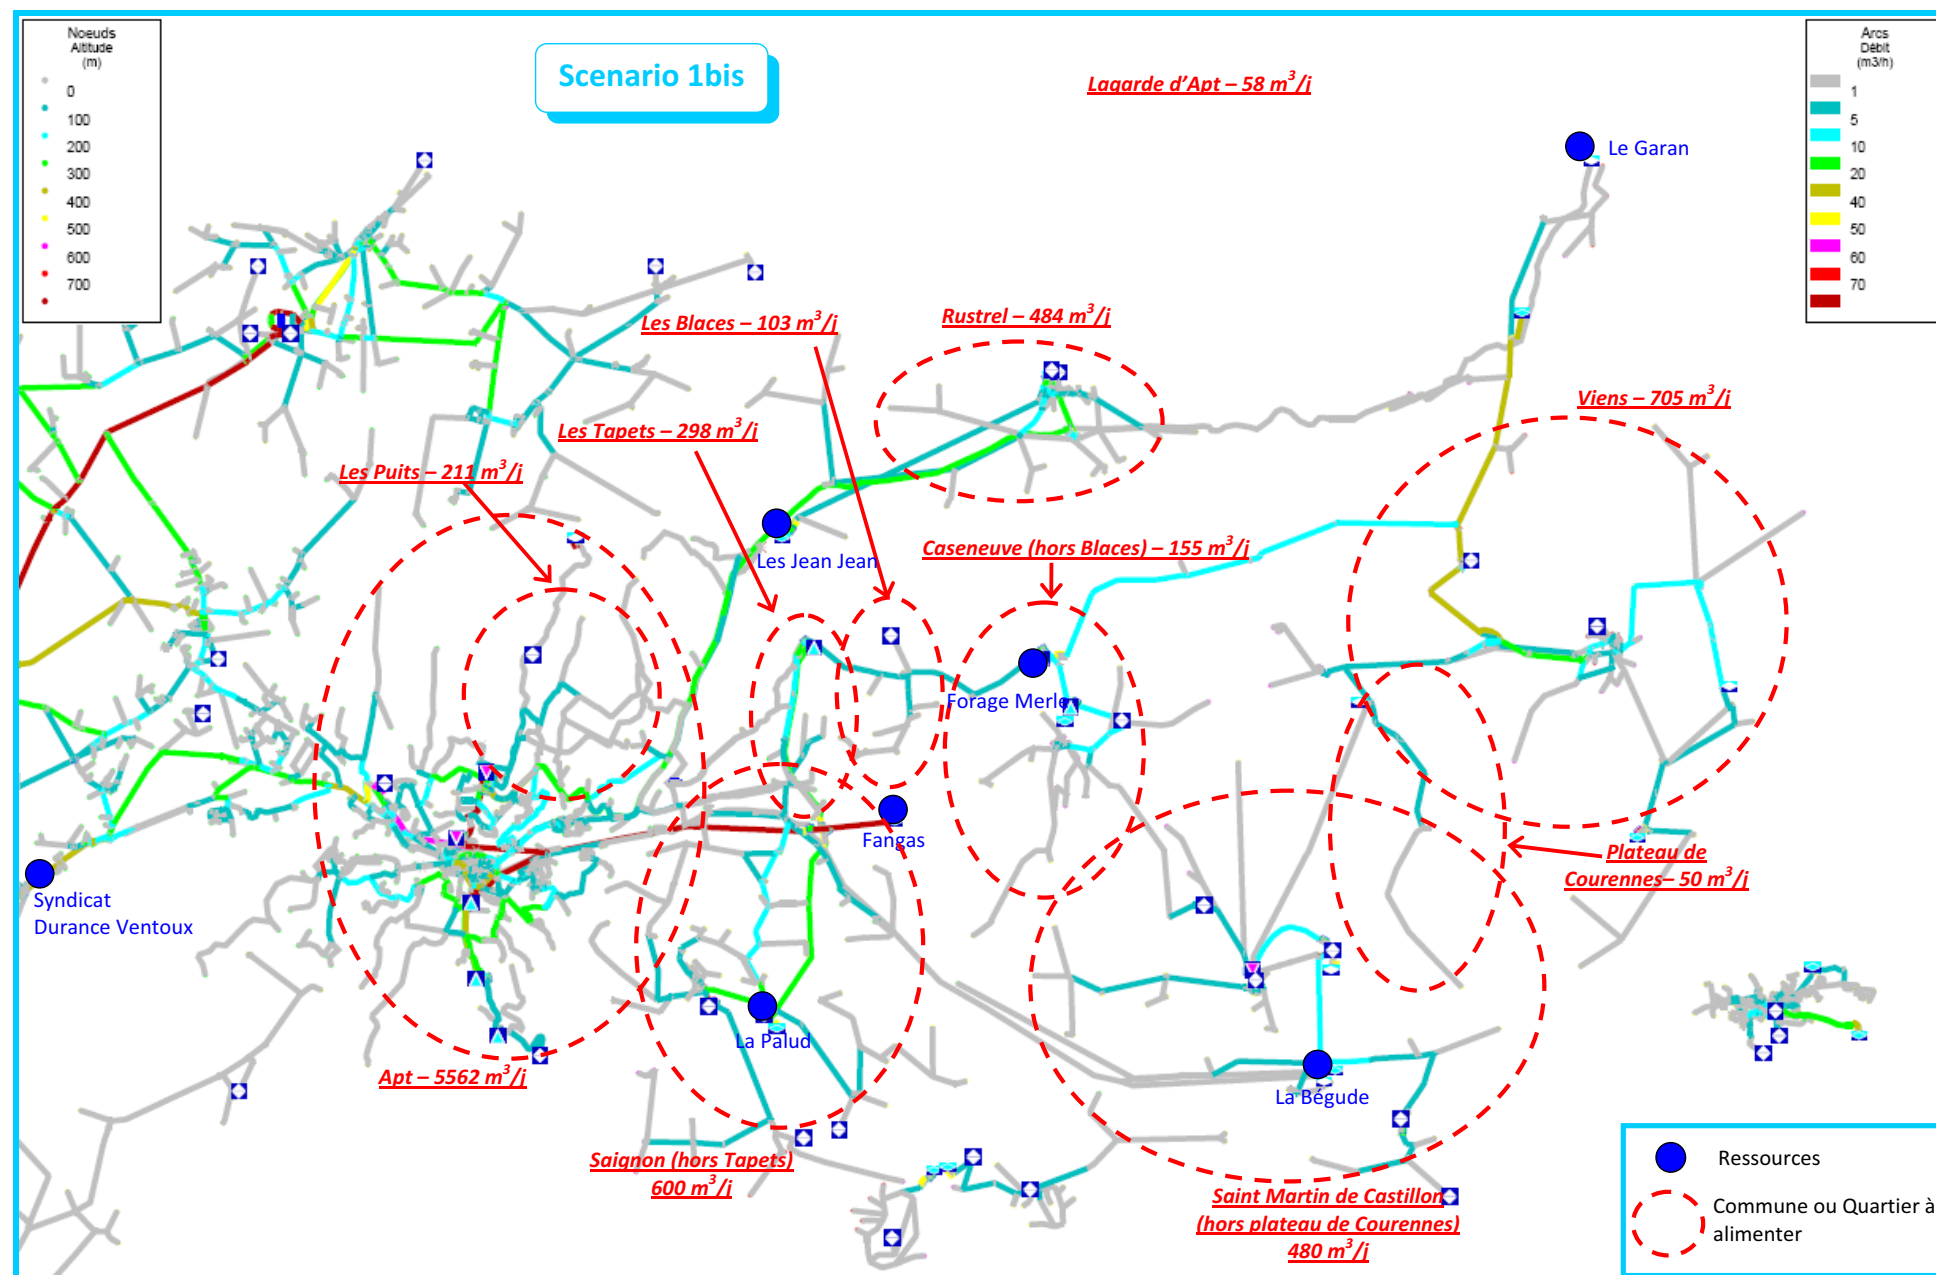 Noeuds
Altitude
(m)
0
100
200
300
400
500
600
700
Scenario 1bis
Lagarde d'Apt – 58 m³/j
Arcs
Débit
(m3/h)
1
5
10
20
40
50
60
70
Le Garan
Les Blaces – 103 m³/j
Rustrel – 484 m³/j
Viens – 705 m³/j
Les Tapets – 298 m³/j
Les Puits – 211 m³/j
Les Jean Jean
Caseneuve (hors Blaces) – 155 m³/j
Forage Merle
Fangas
Plateau de
Courennes– 50 m³/j
Syndicat
Durance Ventoux
La Palud
Apt – 5562 m³/j
La Bégude
Saignon (hors Tapets)
600 m³/j
Saint Martin de Castillon
(hors plateau de Courennes)
480 m³/j
Ressources
Commune ou Quartier à
alimenter